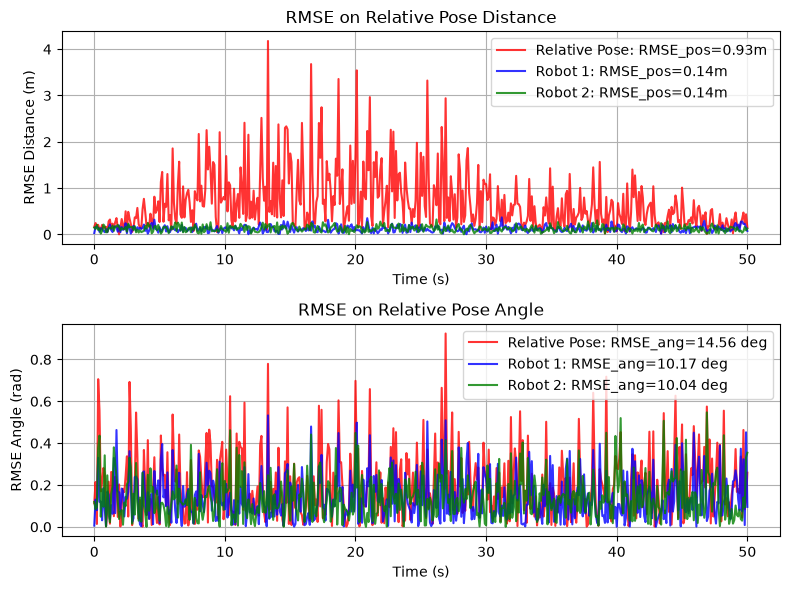 RMSE on Relative Pose Distance
RMSE Distance (m)
4
3
2
1
0
Relative Pose: RMSE_pos=0.93m
Robot 1: RMSE_pos=0.14m
Robot 2: RMSE_pos=0.14m
0 10 20 30 40 50
Time (s)
RMSE on Relative Pose Angle
RMSE Angle (rad)
0.8
0.6
0.4
0.2
0.0
Relative Pose: RMSE_ang=14.56 deg
Robot 1: RMSE_ang=10.17 deg
Robot 2: RMSE_ang=10.04 deg
0 10 20 30 40 50
Time (s)